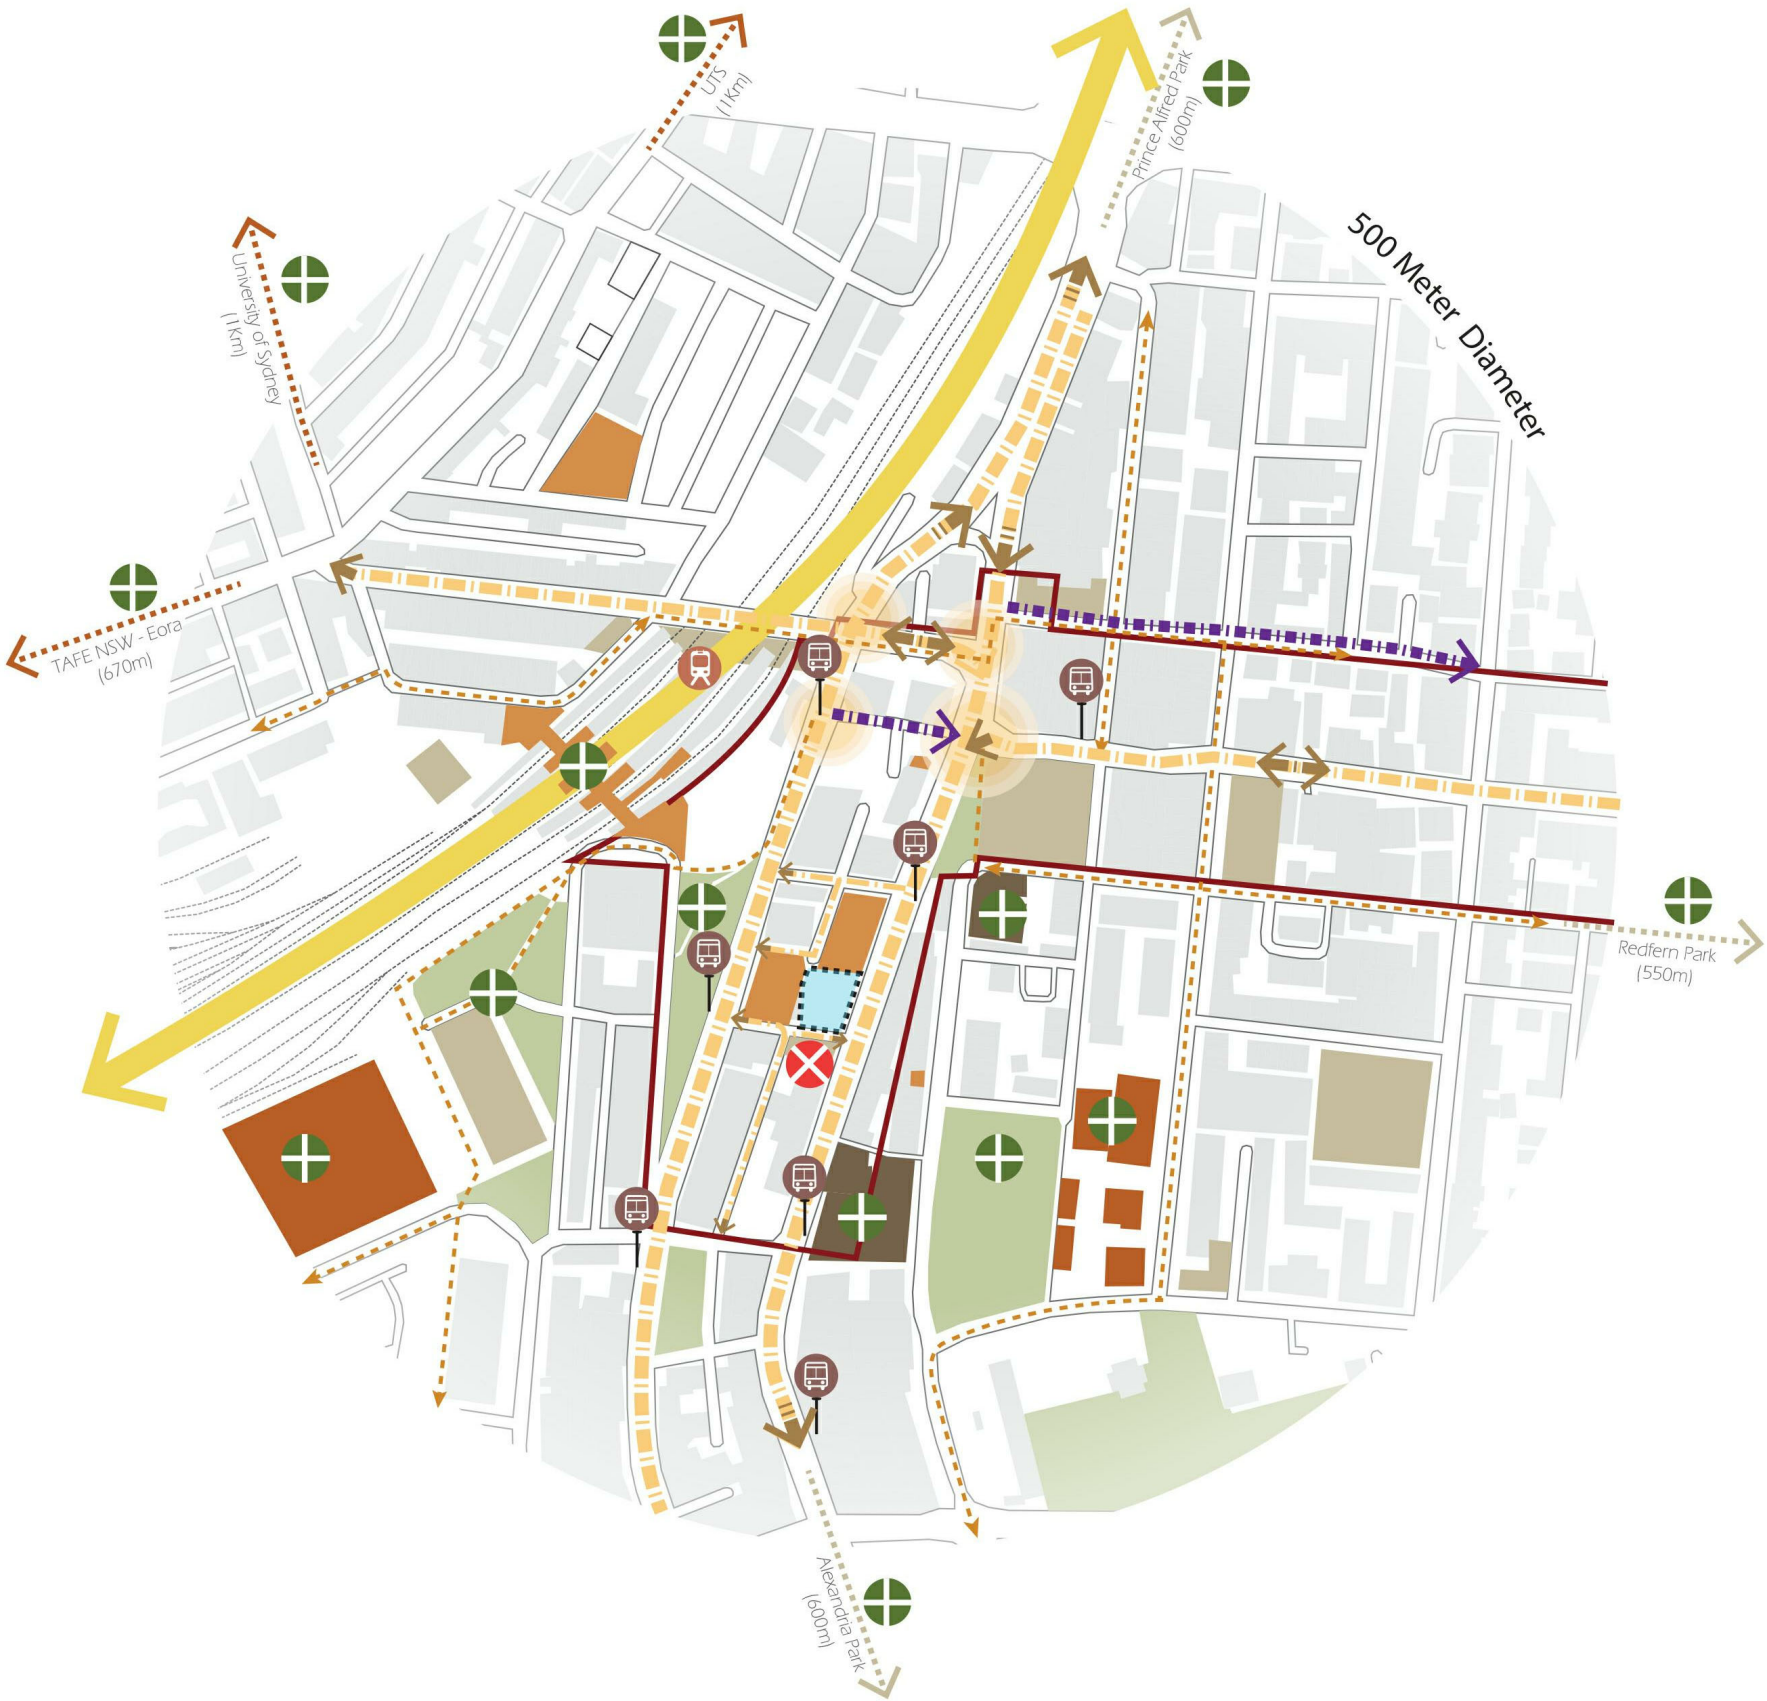 UTS
(1Km)
Prince Alfred Park
(600m)
500 Meter Diameter
University of Sydney
(1Km)
TAFE NSW - Eora
(670m)
Redfern Park
(550m)
Alexandria Park
(600m)